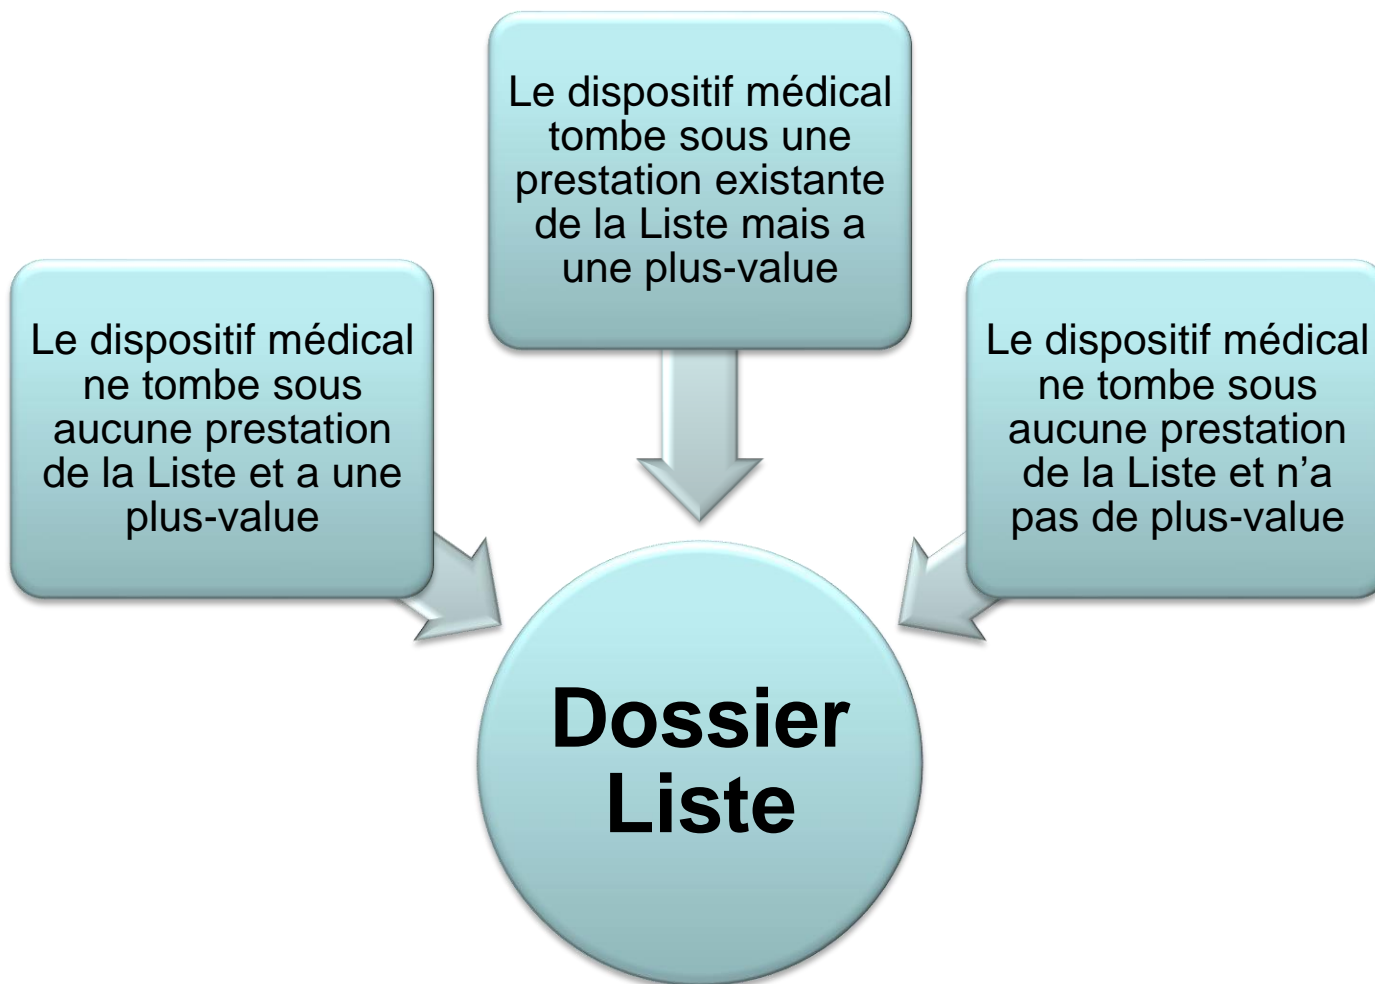 Le dispositif médical
ne tombe sous
aucune prestation
de la Liste et a une
plus-value
Le dispositif médical
tombe sous une
prestation existante
de la Liste mais a
une plus-value
Le dispositif médical
ne tombe sous
aucune prestation
de la Liste et n’a
pas de plus-value
Dossier
Liste